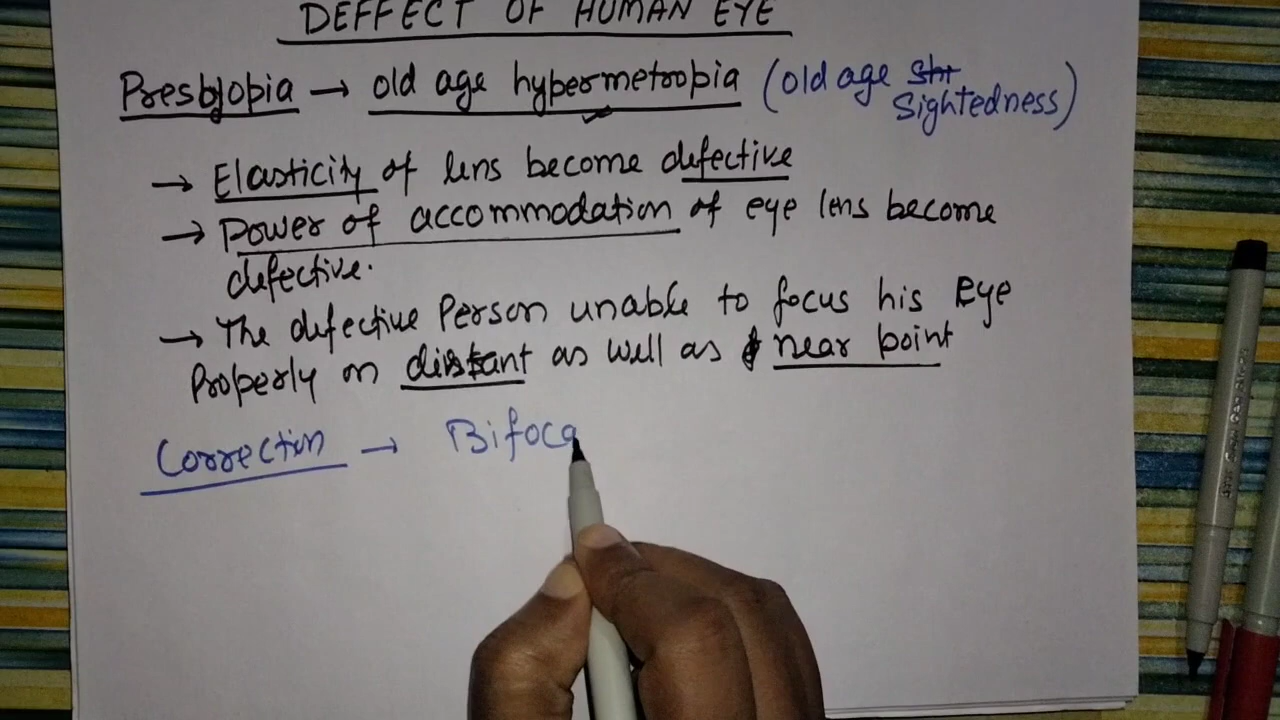 DEFFECT OF HUMAN EYE
Presbyopia → old age hypermetropia (old age
Sightedness)
→ Elasticity of lens become defective
→ Power of accommodation of eye lens become
defective.
→ The defective Person unable to focus his Eye
Properly on distant as well as near point
Correction → Bifoca